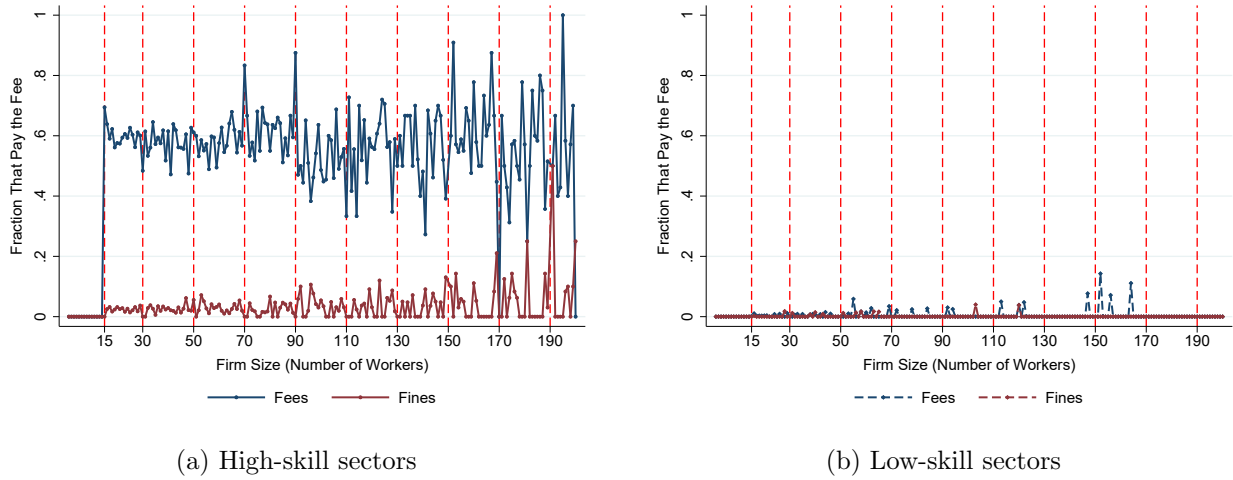 Fraction That Pay the Fee
1
.8
.6
.4
.2
0
15 30 50 70 90 110 130 150 170 190
Firm Size (Number of Workers)
Fees Fines
(a) High-skill sectors
Fraction That Pay the Fee
1
.8
.6
.4
.2
0
15 30 50 70 90 110 130 150 170 190
Firm Size (Number of Workers)
Fees Fines
(b) Low-skill sectors